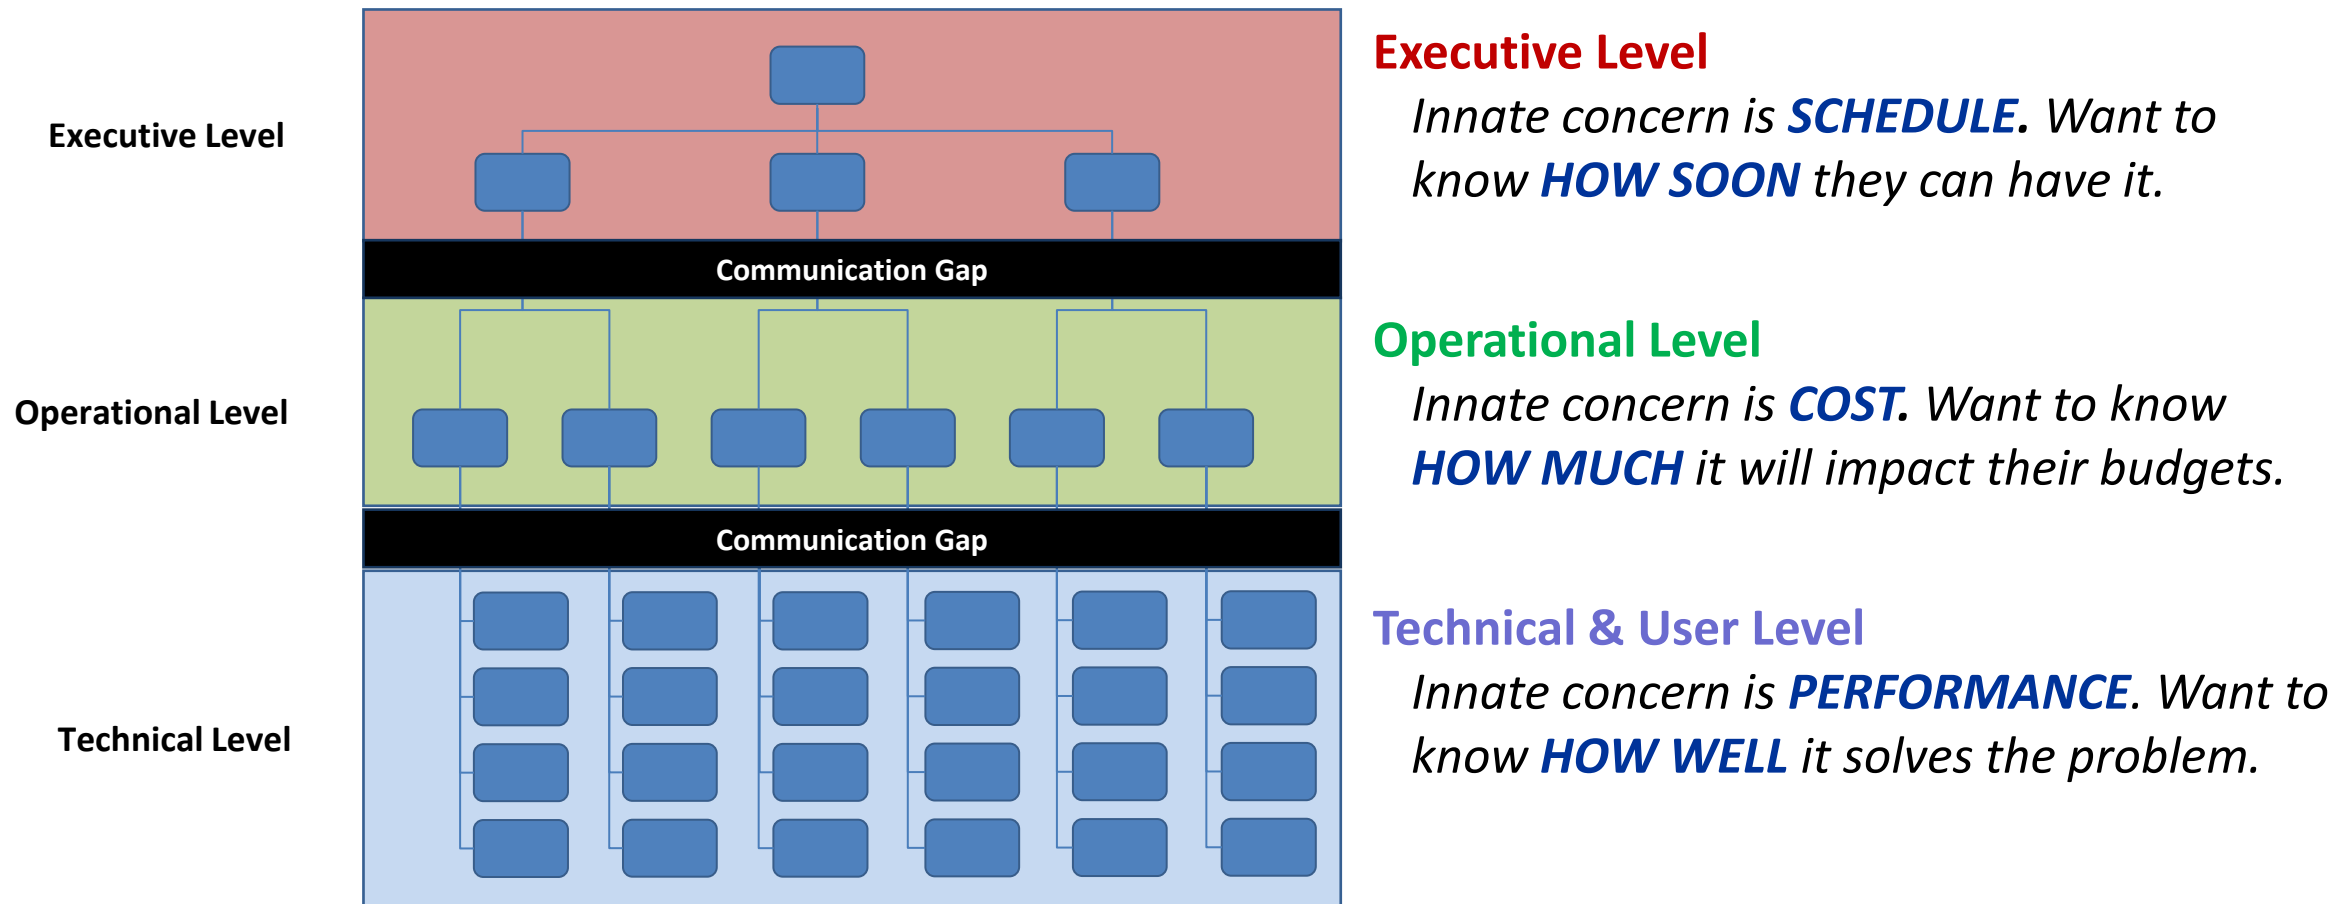 Executive Level
Communication Gap
Operational Level
Communication Gap
Technical Level
Executive Level
Innate concern is SCHEDULE. Want to
know HOW SOON they can have it.
Operational Level
Innate concern is COST. Want to know
HOW MUCH it will impact their budgets.
Technical & User Level
Innate concern is PERFORMANCE. Want to
know HOW WELL it solves the problem.